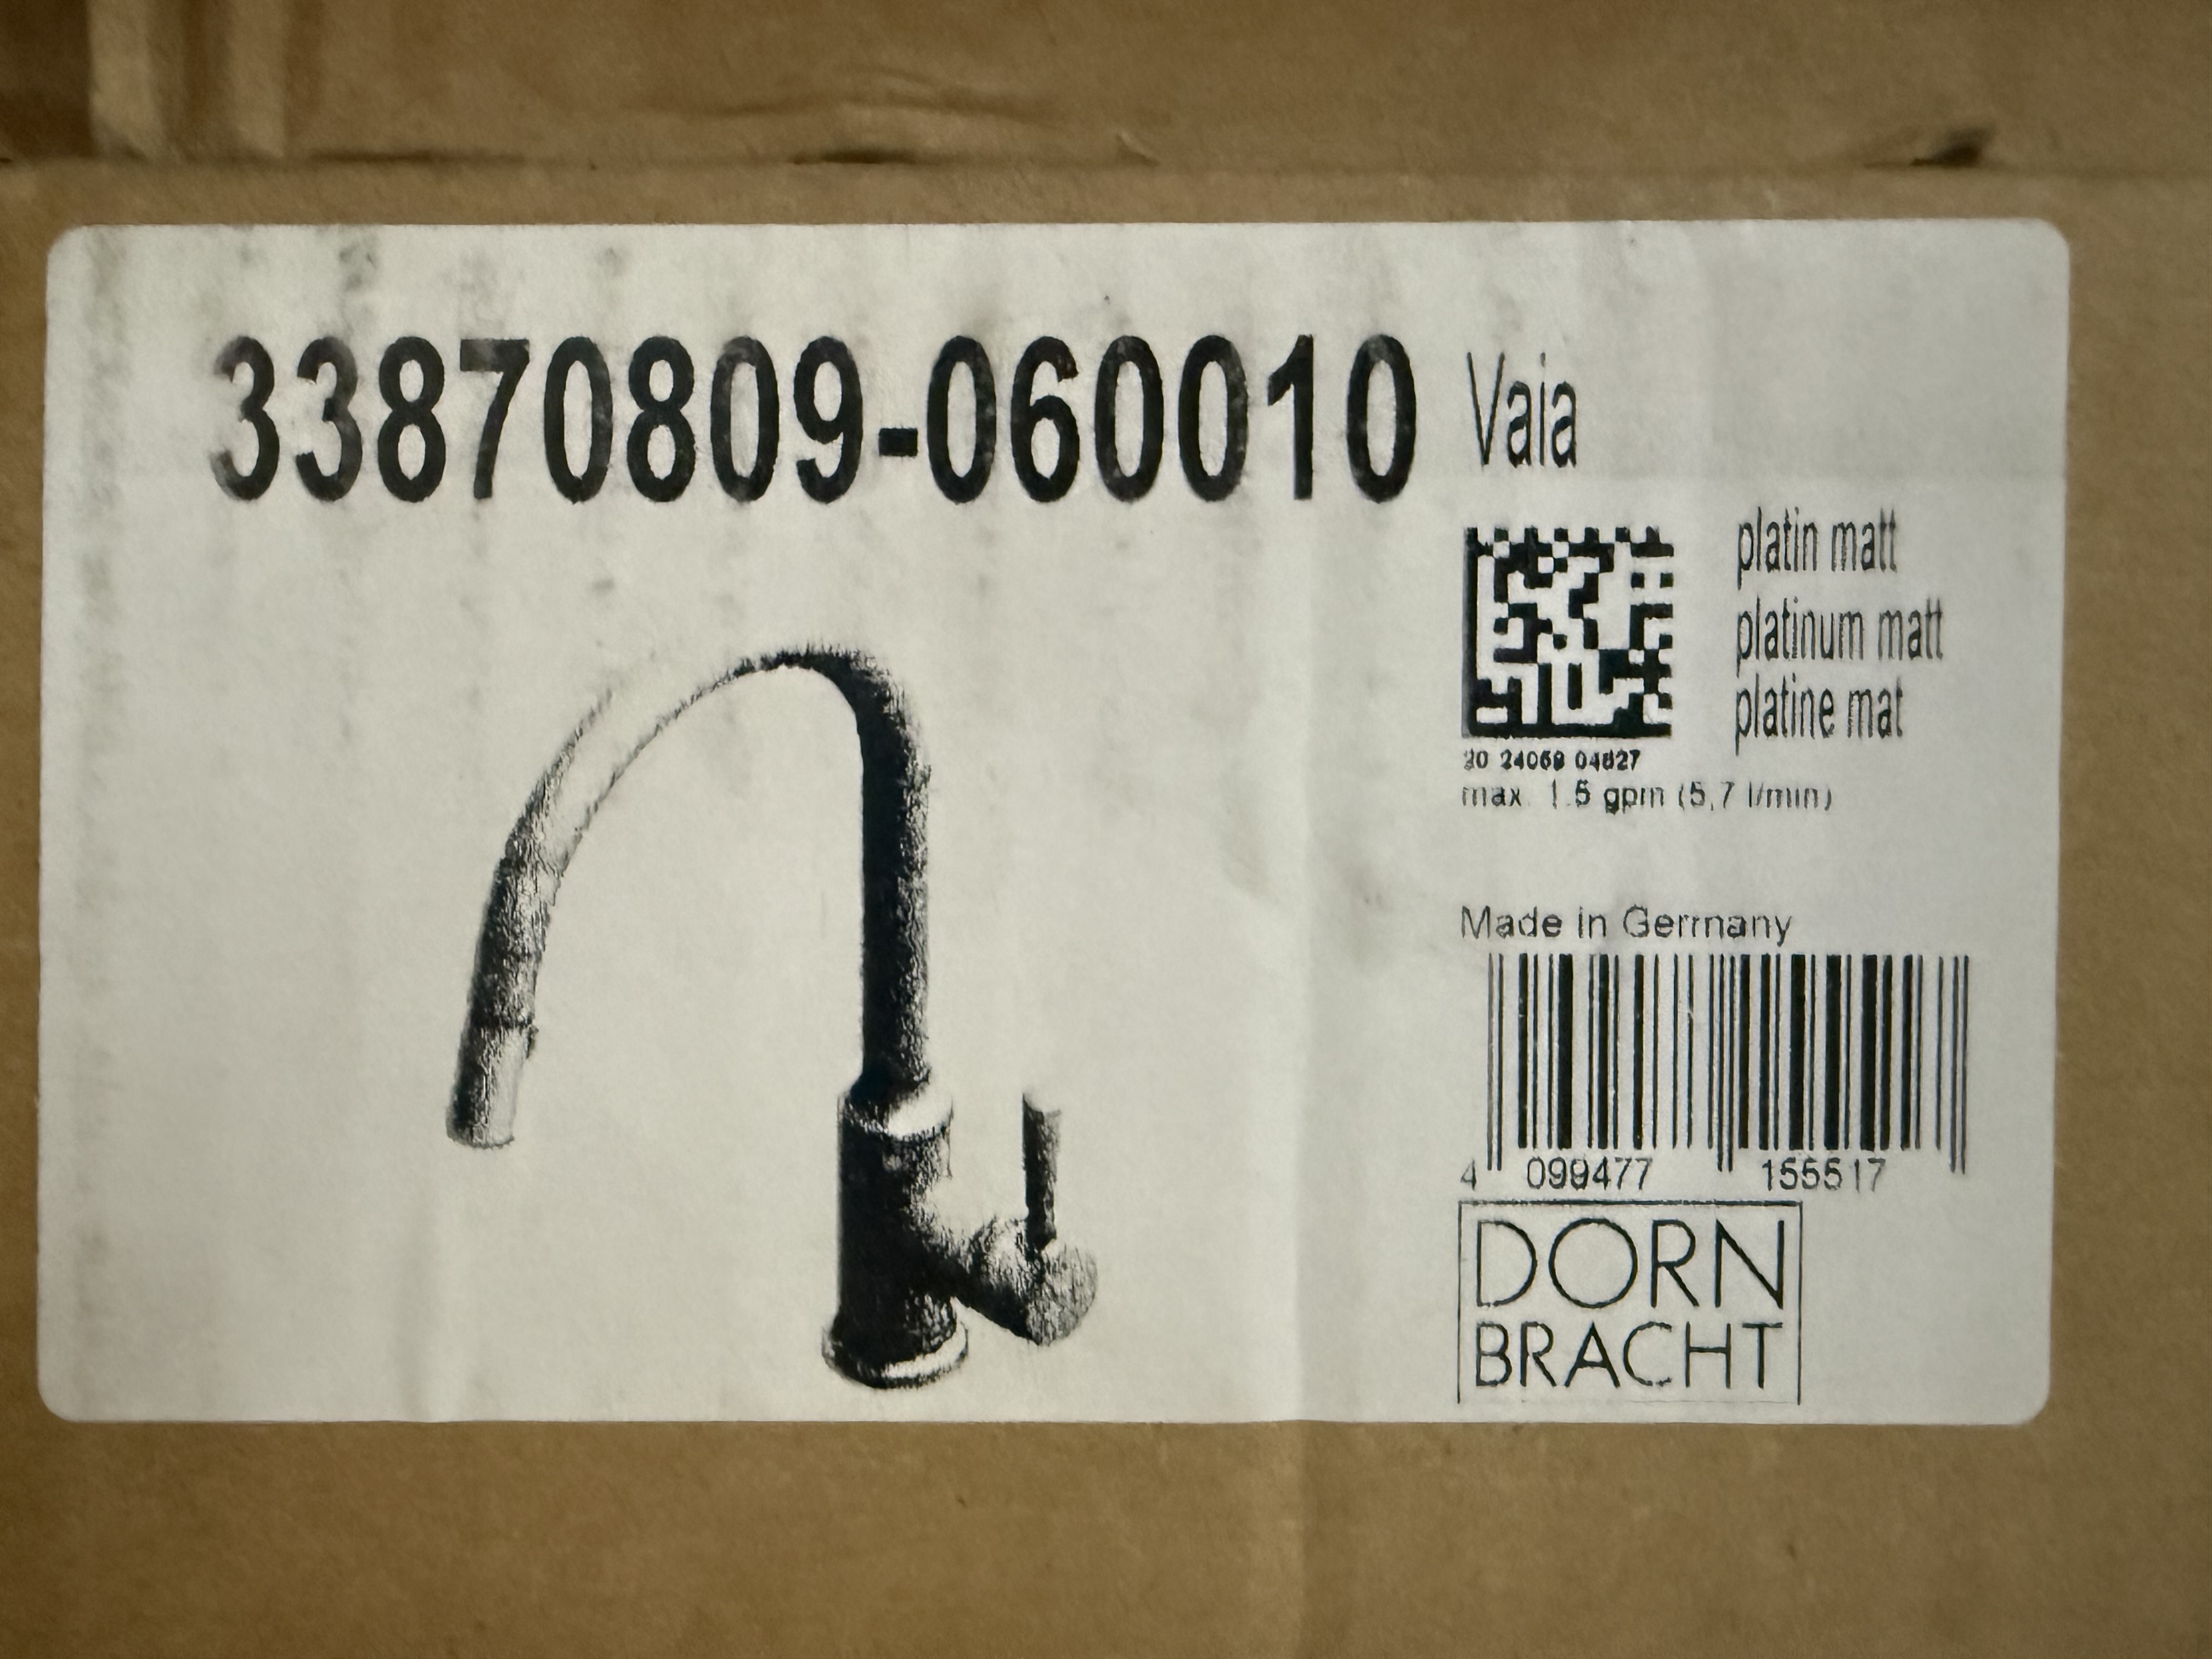 33870809-060010 Vaia
platin matt
platinum matt
platine mat
max. 1.5 gpm (5,7 l/min)
Made in Germany
4 099477 155517
DORN
BRACHT